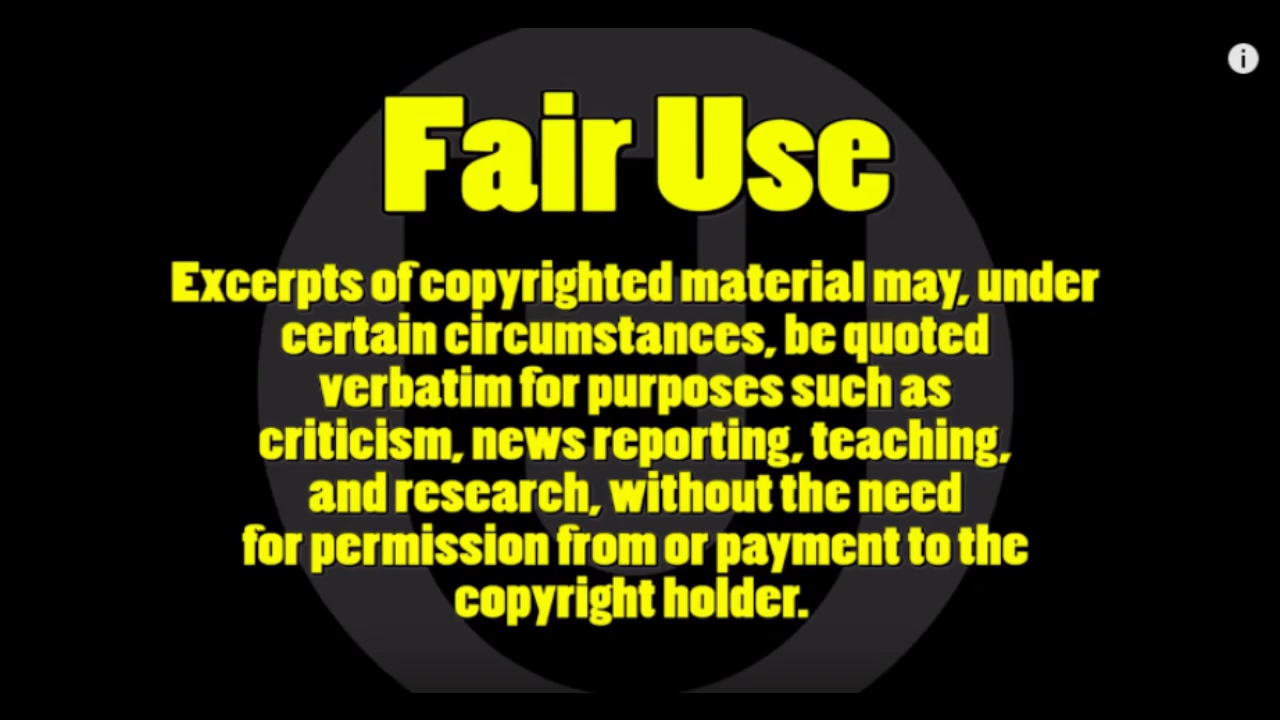 Fair Use
Excerpts of copyrighted material may, under
certain circumstances, be quoted
verbatim for purposes such as
criticism, news reporting, teaching,
and research, without the need
for permission from or payment to the
copyright holder.